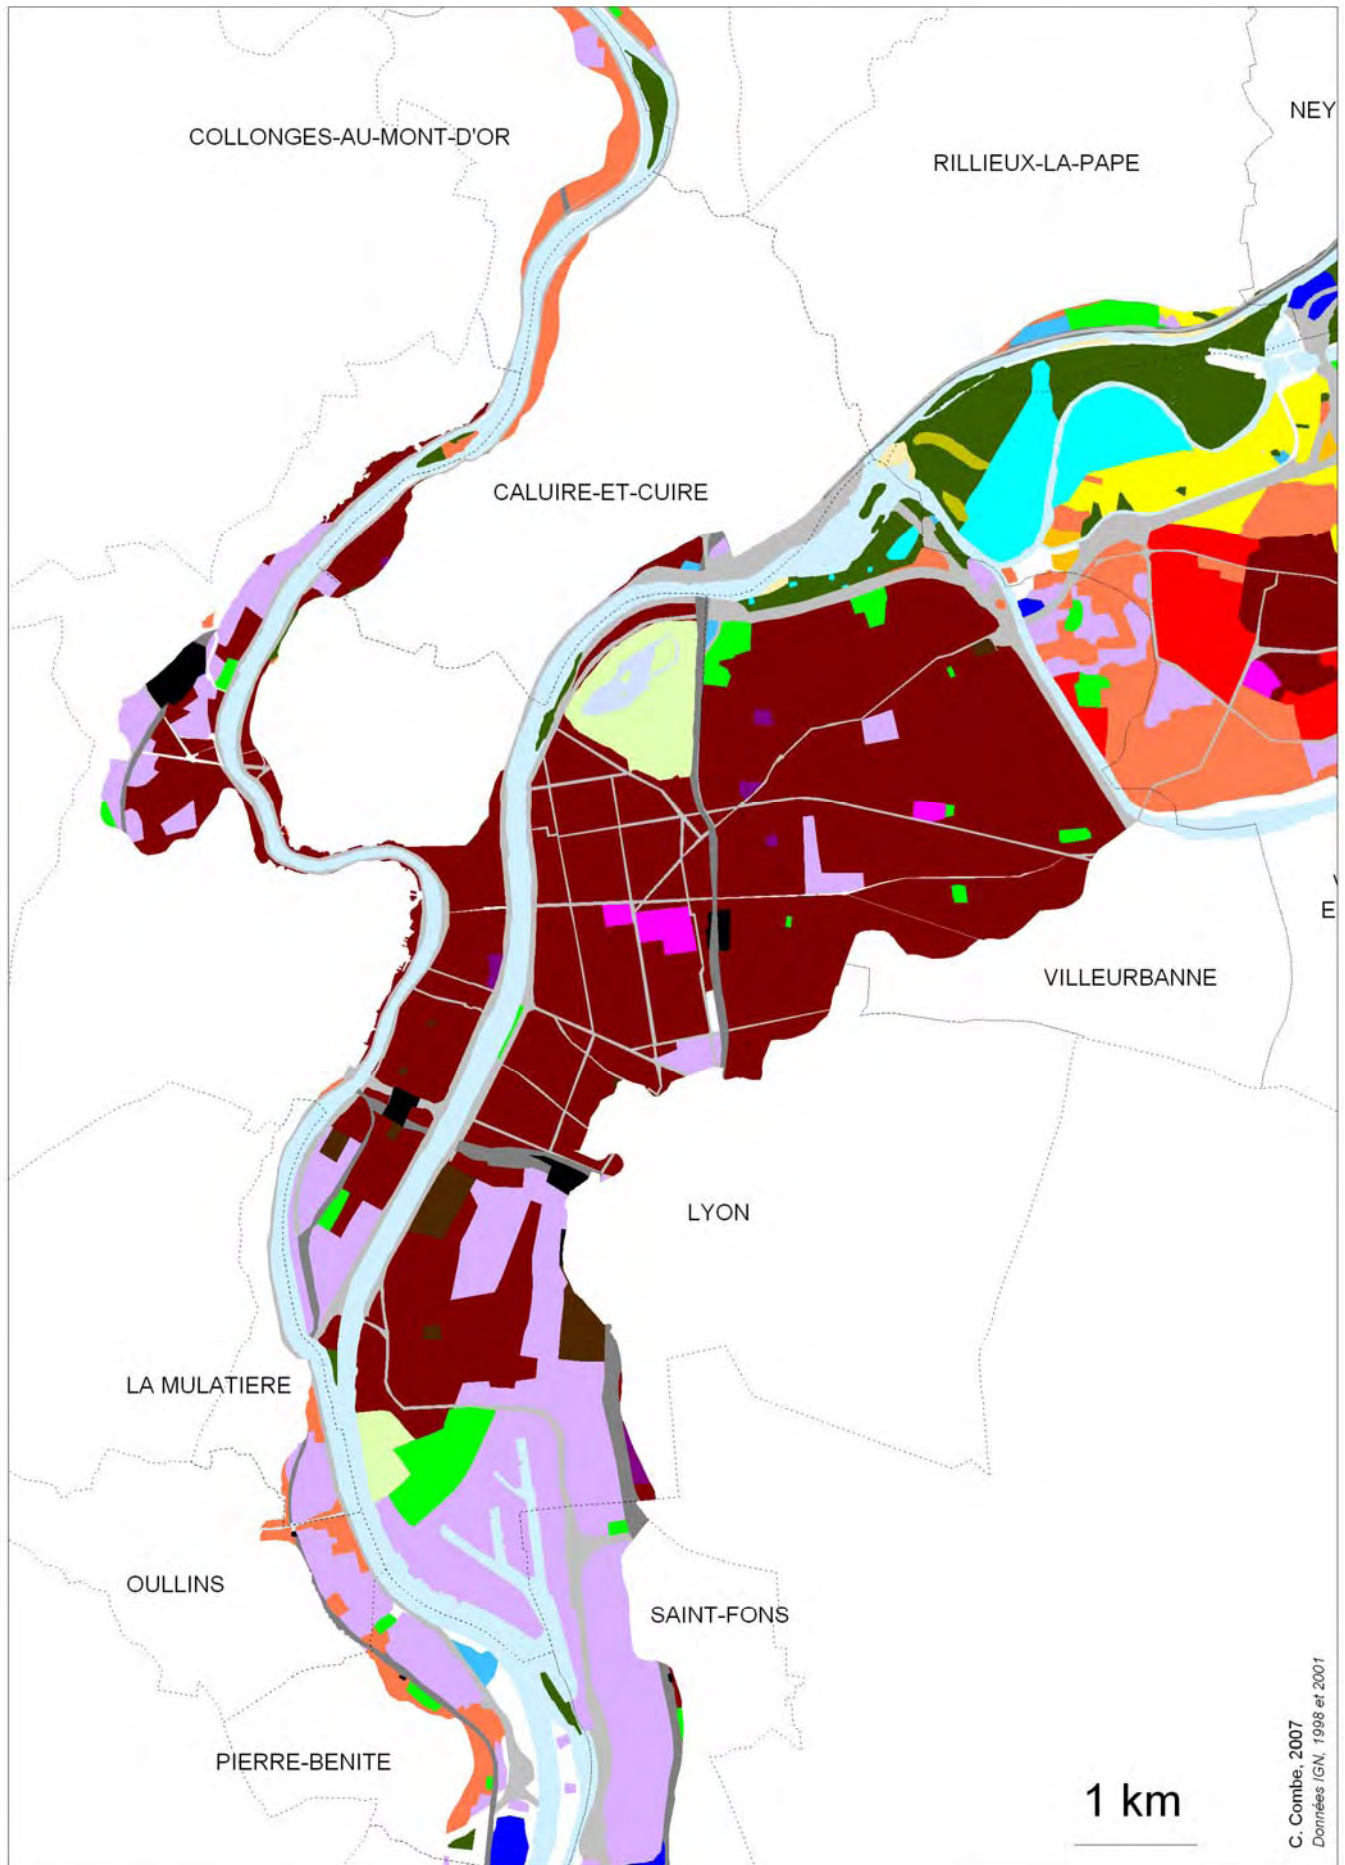 NEY
COLLONGES-AU-MONT-D'OR
RILLIEUX-LA-PAPE
CALUIRE-ET-CUIRE
E
VILLEURBANNE
LYON
LA MULATIERE
OULLINS
SAINT-FONS
PIERRE-BENITE
1 km
C. Combe, 2007
Données IGN, 1998 et 2001